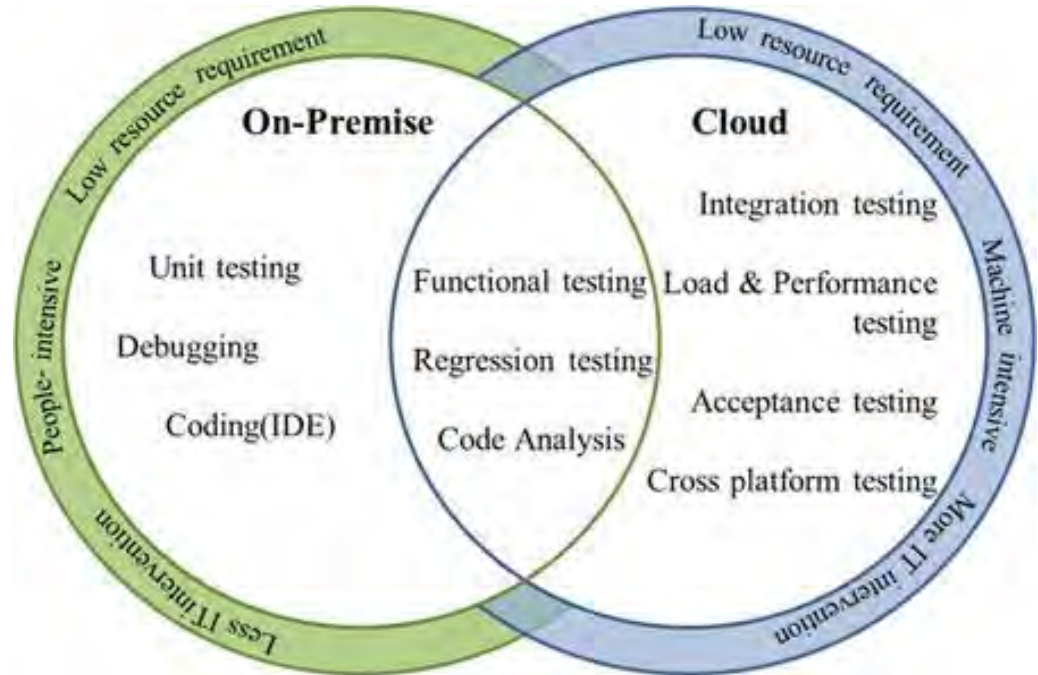 Low resource requirement
People- intensive
Less IT intervention
On-Premise
Unit testing
Debugging
Coding(IDE)
Functional testing
Regression testing
Code Analysis
Cloud
Integration testing
Load & Performance
testing
Acceptance testing
Cross platform testing
Low resource requirement
Machine intensive
More IT intervention